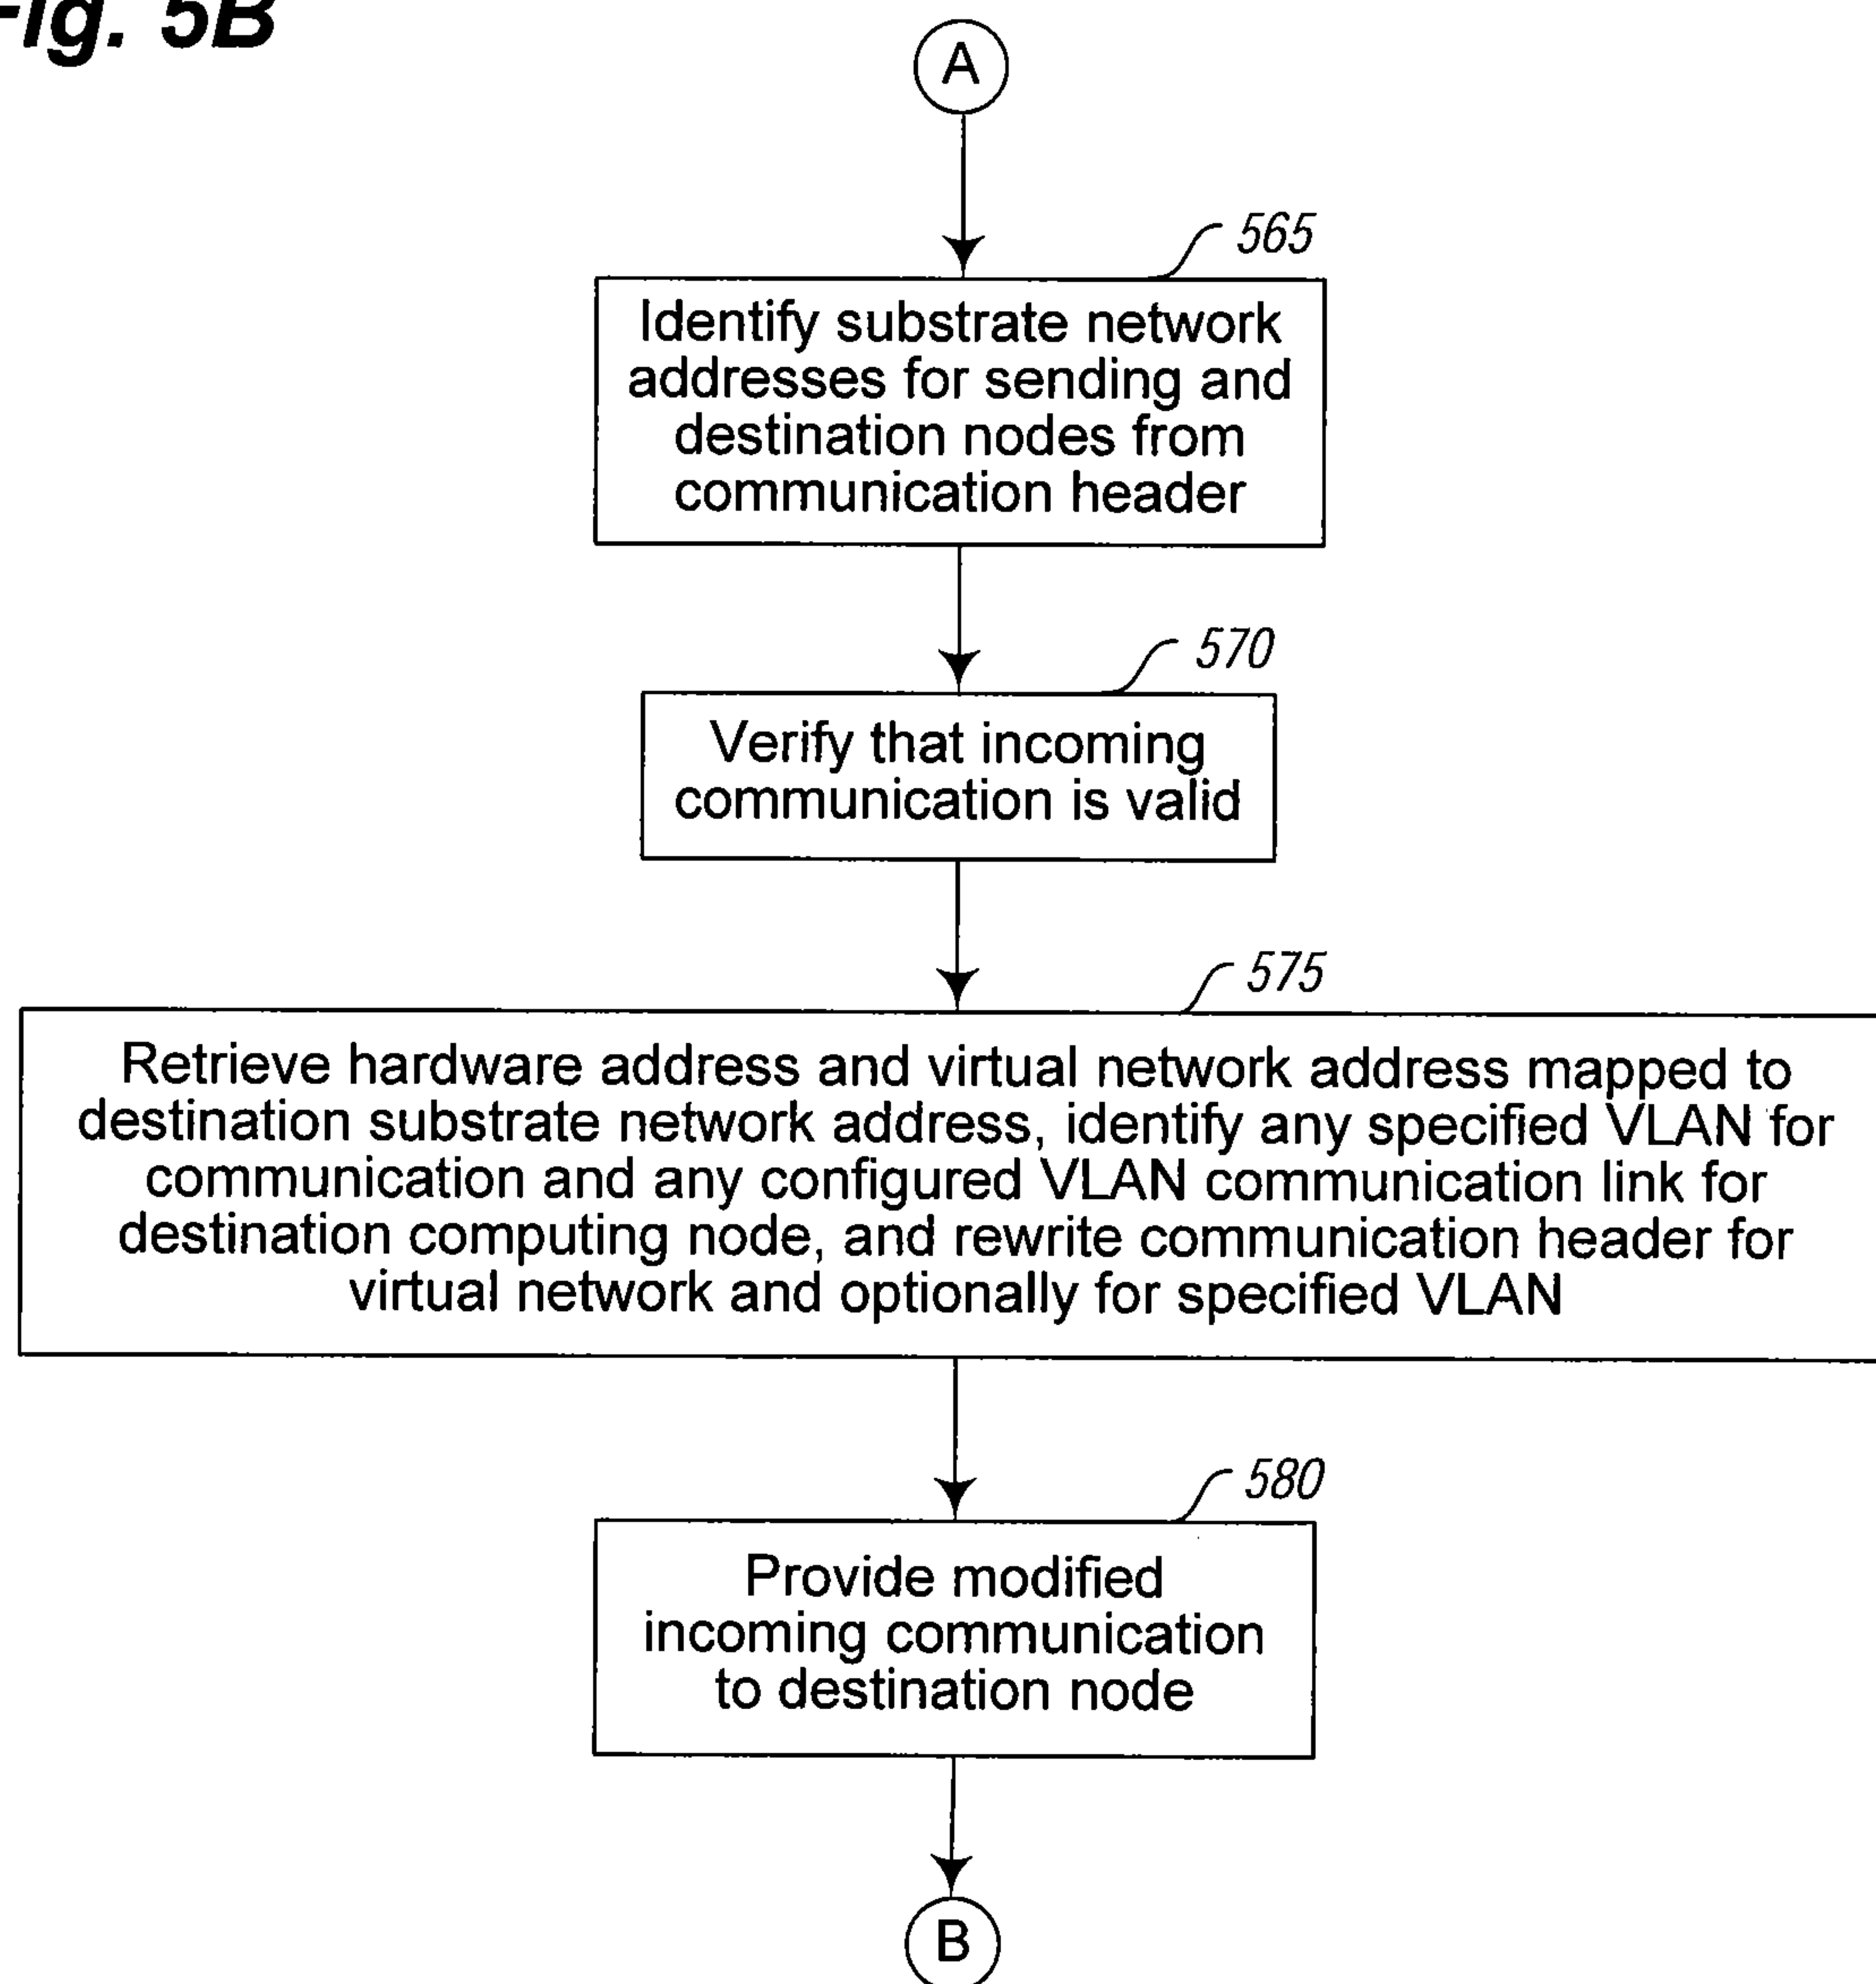 Fig. 5B
A
565
Identify substrate network
addresses for sending and
destination nodes from
communication header
570
Verify that incoming
communication is valid
575
Retrieve hardware address and virtual network address mapped to
destination substrate network address, identify any specified VLAN for
communication and any configured VLAN communication link for
destination computing node, and rewrite communication header for
virtual network and optionally for specified VLAN
580
Provide modified
incoming communication
to destination node
B